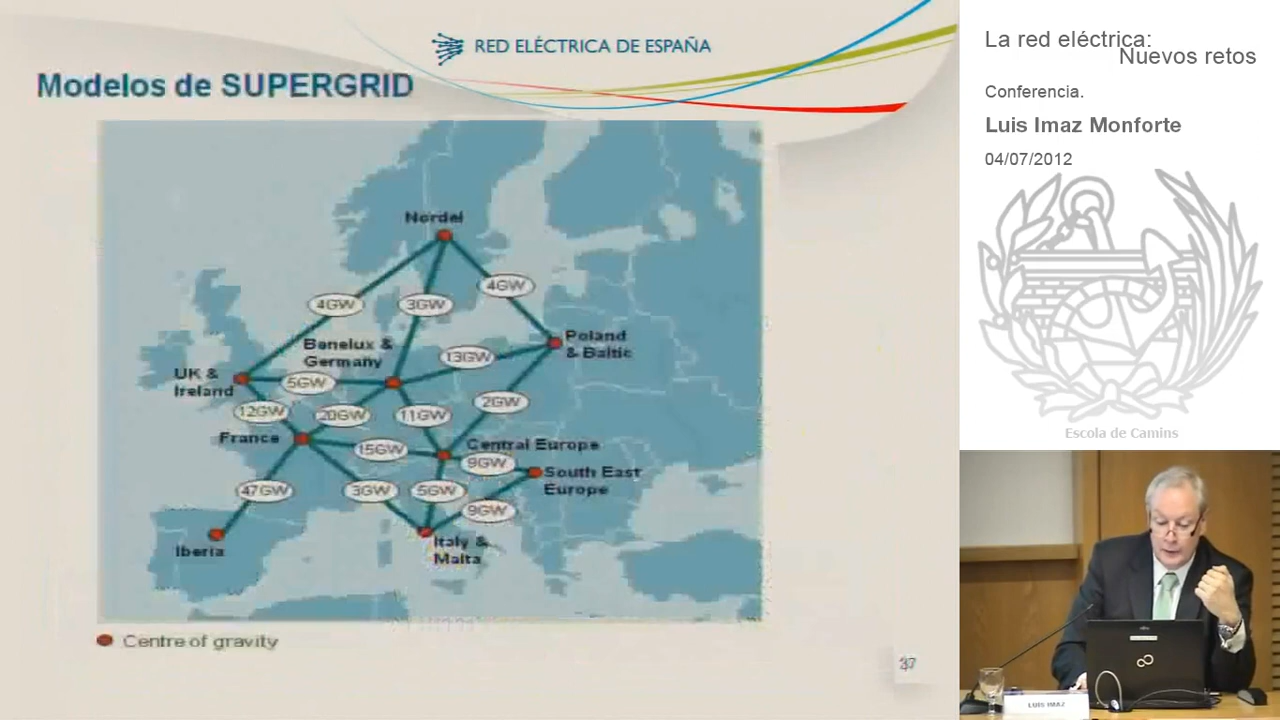 RED ELÉCTRICA DE ESPAÑA
Modelos de SUPERGRID
Nordel
4GW
3GW
4GW
Benelux &
Germany
Poland
& Baltic
13GW
UK &
Ireland
5GW
12GW
20GW
11GW
2GW
France
15GW
Central Europe
9GW
South East
Europe
47GW
3GW
5GW
9GW
Iberia
Italy &
Malta
Centre of gravity
37
La red eléctrica:
Nuevos retos
Conferencia.
Luis Imaz Monforte
04/07/2012
Escola de Camins
LUIS IMAZ